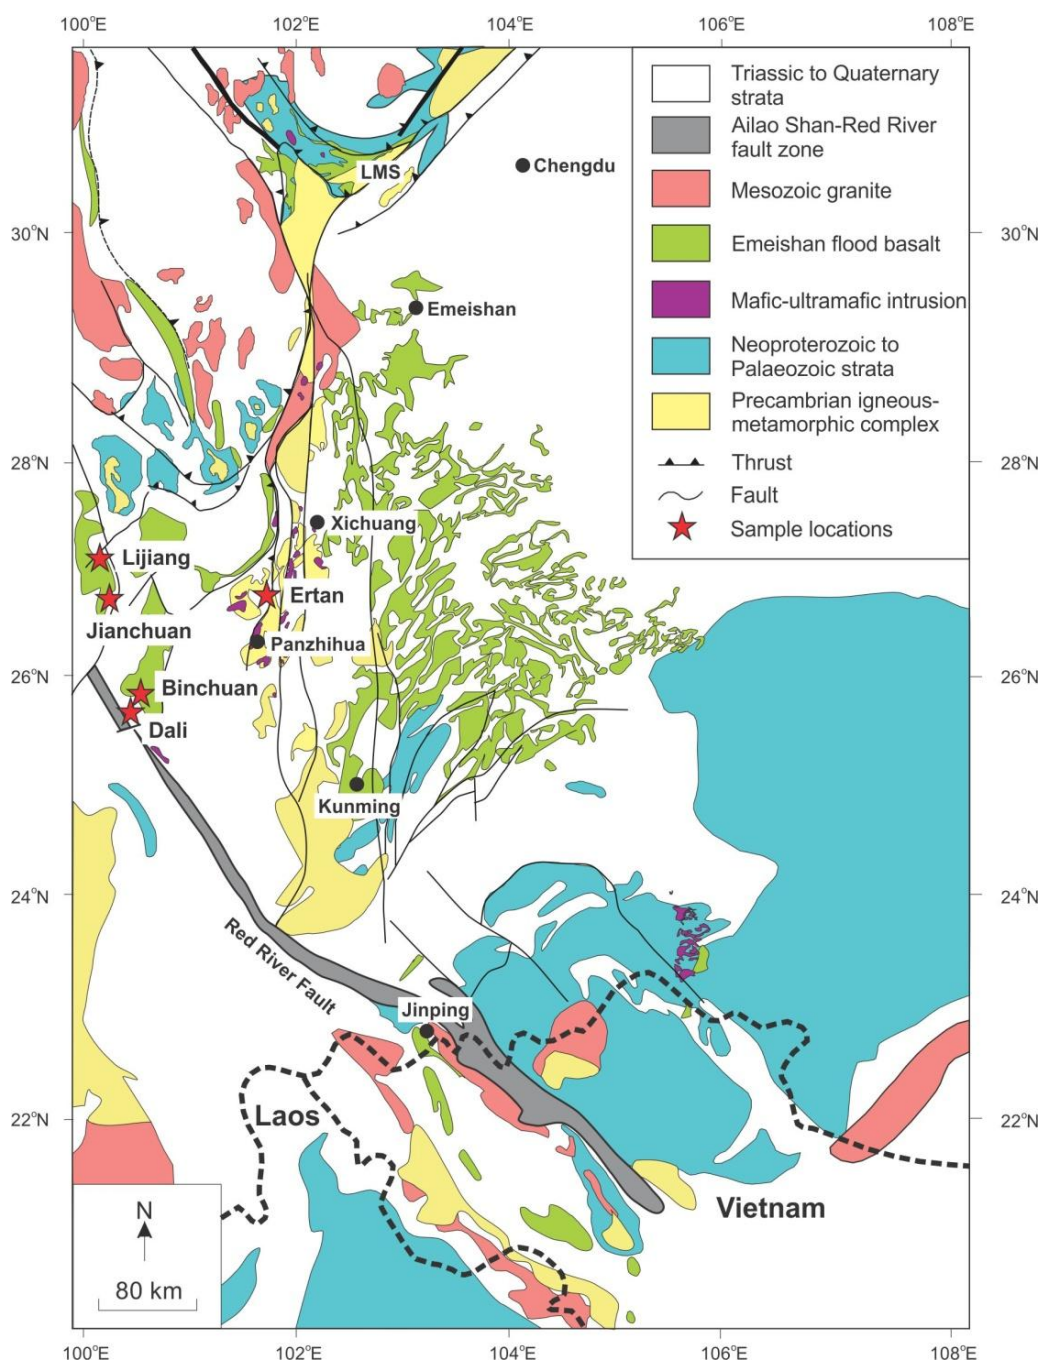 100°E
102°E
104°E
106°E
108°E
Triassic to Quaternary
strata
Ailao Shan-Red River
fault zone
Mesozoic granite
Emeishan flood basalt
Mafic-ultramafic intrusion
Neoproterozoic to
Palaeozoic strata
Precambrian igneous-
metamorphic complex
Thrust
Fault
Sample locations
LMS
Chengdu
30°N
30°N
Emeishan
28°N
28°N
Xichuang
Lijiang
Ertan
Jianchuan
Panzhihua
26°N
26°N
Binchuan
Dali
Kunming
24°N
24°N
Red River Fault
Jinping
22°N
22°N
Laos
Vietnam
N
80 km
100°E
102°E
104°E
106°E
108°E